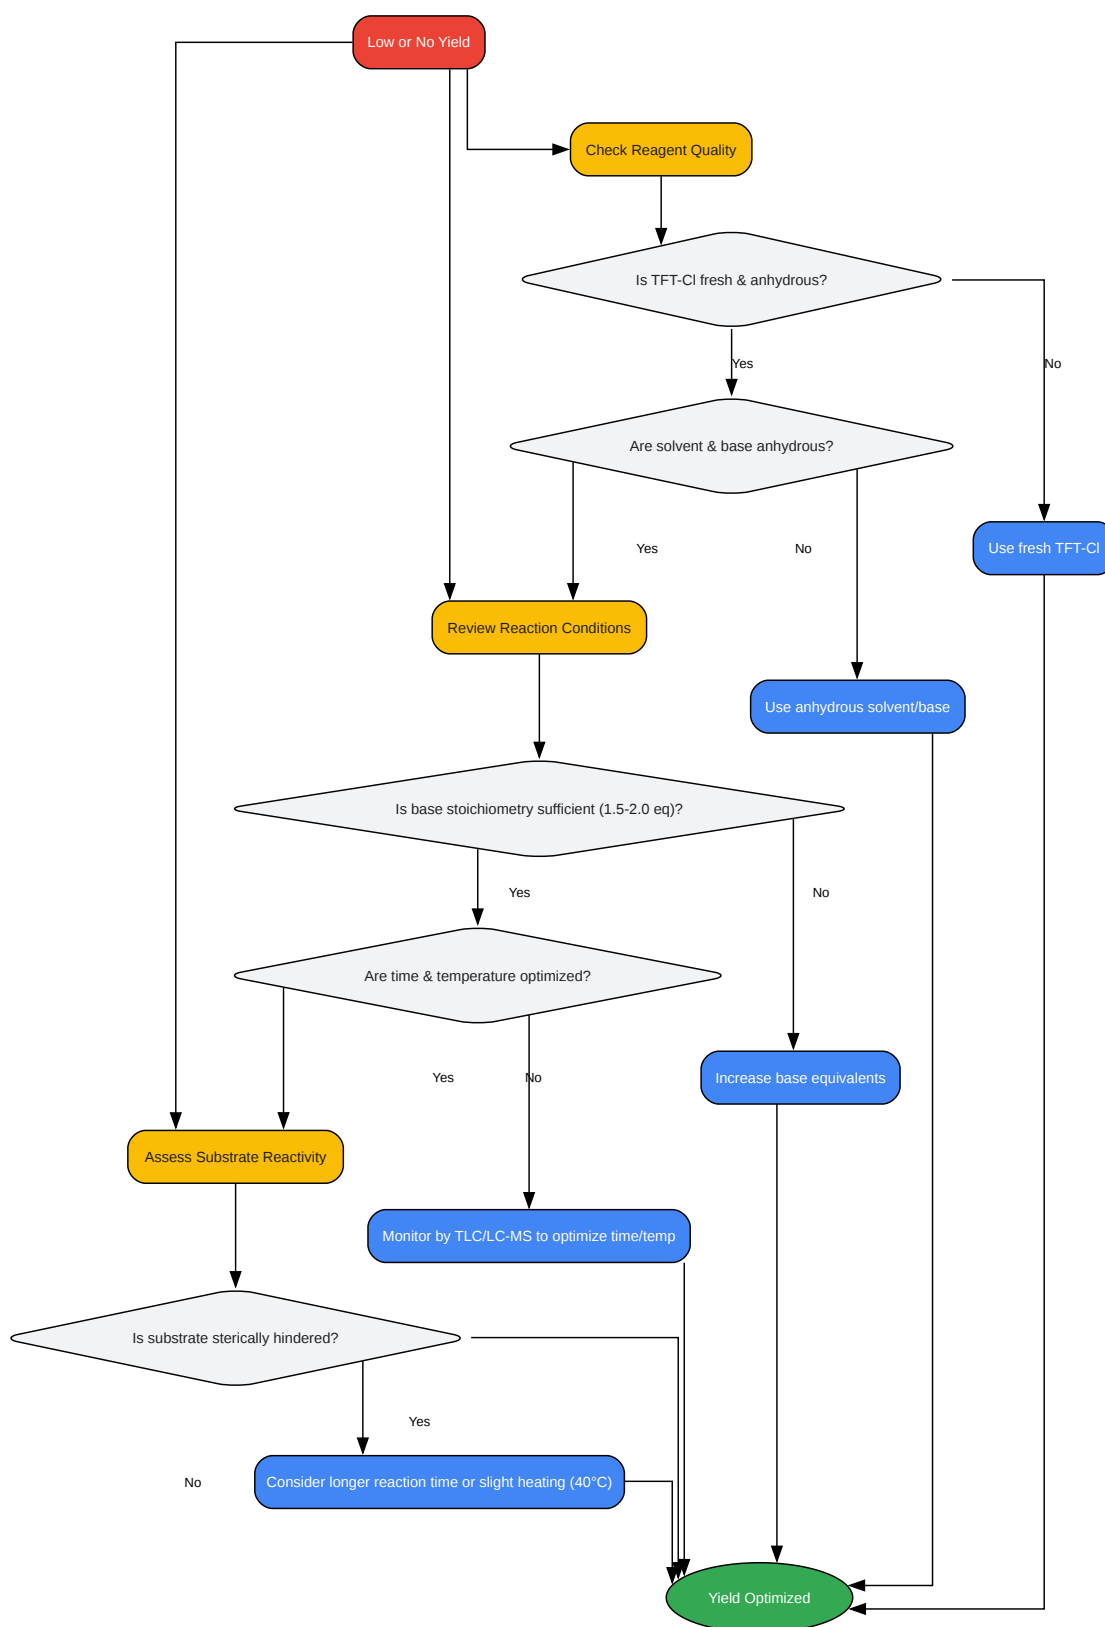 Low or No Yield
Check Reagent Quality
Is TFT-Cl fresh & anhydrous?
Yes
No
Are solvent & base anhydrous?
Yes
No
Use fresh TFT-Cl
Review Reaction Conditions
Use anhydrous solvent/base
Is base stoichiometry sufficient (1.5-2.0 eq)?
Yes
No
Are time & temperature optimized?
Yes
No
Increase base equivalents
Assess Substrate Reactivity
Monitor by TLC/LC-MS to optimize time/temp
Is substrate sterically hindered?
Yes
No
Consider longer reaction time or slight heating (40°C)
Yield Optimized